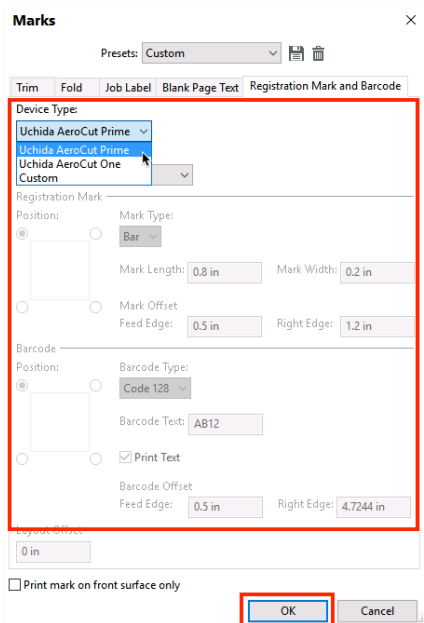 Marks
Presets: Custom
Trim Fold Job Label Blank Page Text Registration Mark and Barcode
Device Type:
Uchida AeroCut Prime
Uchida AeroCut Prime
Uchida AeroCut One
Custom
Registration Mark
Position: Mark Type:
Bar
Mark Length: 0.8 in Mark Width: 0.2 in
Mark Offset
Feed Edge: 0.5 in Right Edge: 1.2 in
Barcode
Position: Barcode Type:
Code 128
Barcode Text: AB12
Print Text
Barcode Offset
Feed Edge: 0.5 in Right Edge: 4.7244 in
Layout Offset
0 in
Print mark on front surface only
OK Cancel